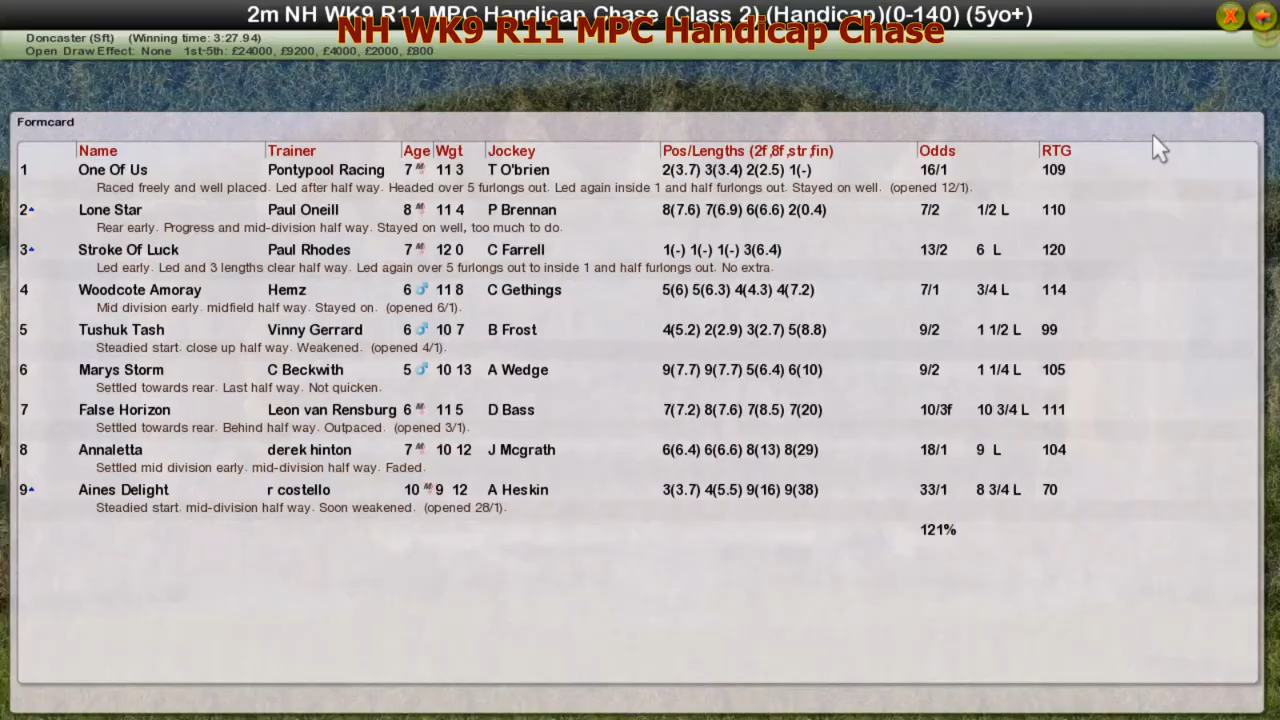 2m NH WK9 R11 MPC Handicap Chase (Class 2) (Handicap)(0-140) (5yo+)
NH WK9 R11 MPC Handicap Chase
Doncaster (Sft) (Winning time: 3:27.94)
Open Draw Effect: None 1st-5th: £24000, £9200, £4000, £2000, £800
Formcard
Name Trainer Age Wgt Jockey Pos/Lengths (2f,8f,str,fin) Odds RTG
1 One Of Us Pontypool Racing 7 11 3 T O'brien 2(3.7) 3(3.4) 2(2.5) 1(-) 16/1 109
Raced freely and well placed. Led after half way. Headed over 5 furlongs out. Led again inside 1 and half furlongs out. Stayed on well. (opened 12/1).
2 Lone Star Paul Oneill 8 11 4 P Brennan 8(7.6) 7(6.9) 6(6.6) 2(0.4) 7/2 1/2 L 110
Rear early. Progress and mid-division half way. Stayed on well, too much to do.
3 Stroke Of Luck Paul Rhodes 7 12 0 C Farrell 1(-) 1(-) 1(-) 3(6.4) 13/2 6 L 120
Led early. Led and 3 lengths clear half way. Led again over 5 furlongs out to inside 1 and half furlongs out. No extra.
4 Woodcote Amoray Hemz 6 11 8 C Gethings 5(6) 5(6.3) 4(4.3) 4(7.2) 7/1 3/4 L 114
Mid division early. midfield half way. Stayed on. (opened 6/1).
5 Tushuk Tash Vinny Gerrard 6 10 7 B Frost 4(5.2) 2(2.9) 3(2.7) 5(8.8) 9/2 1 1/2 L 99
Steadied start. close up half way. Weakened. (opened 4/1).
6 Marys Storm C Beckwith 5 10 13 A Wedge 9(7.7) 9(7.7) 5(6.4) 6(10) 9/2 1 1/4 L 105
Settled towards rear. Last half way. Not quicken.
7 False Horizon Leon van Rensburg 6 11 5 D Bass 7(7.2) 8(7.6) 7(8.5) 7(20) 10/3f 10 3/4 L 111
Settled towards rear. Behind half way. Outpaced. (opened 3/1).
8 Annaletta derek hinton 7 10 12 J Mcgrath 6(6.4) 6(6.6) 8(13) 8(29) 18/1 9 L 104
Settled mid division early. mid-division half way. Faded.
9 Aines Delight r costello 10 9 12 A Heskin 3(3.7) 4(5.5) 9(16) 9(38) 33/1 8 3/4 L 70
Steadied start. mid-division half way. Soon weakened. (opened 28/1).
121%